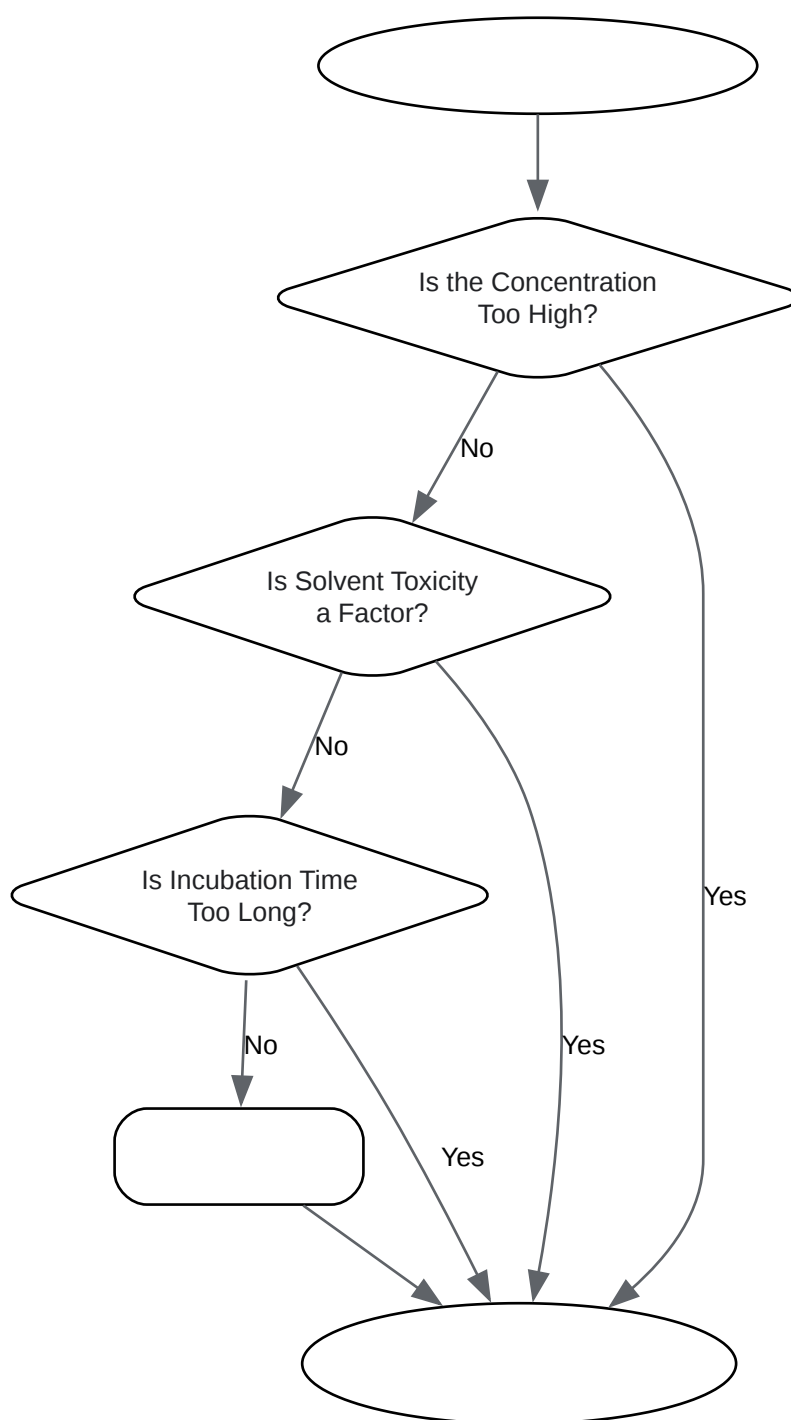 Is the Concentration
Too High?
No
Is Solvent Toxicity
a Factor?
No
Is Incubation Time
Too Long?
Yes
No
Yes
Yes